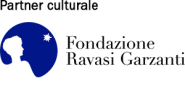 Partner culturale
Fondazione
Ravasi Garzanti